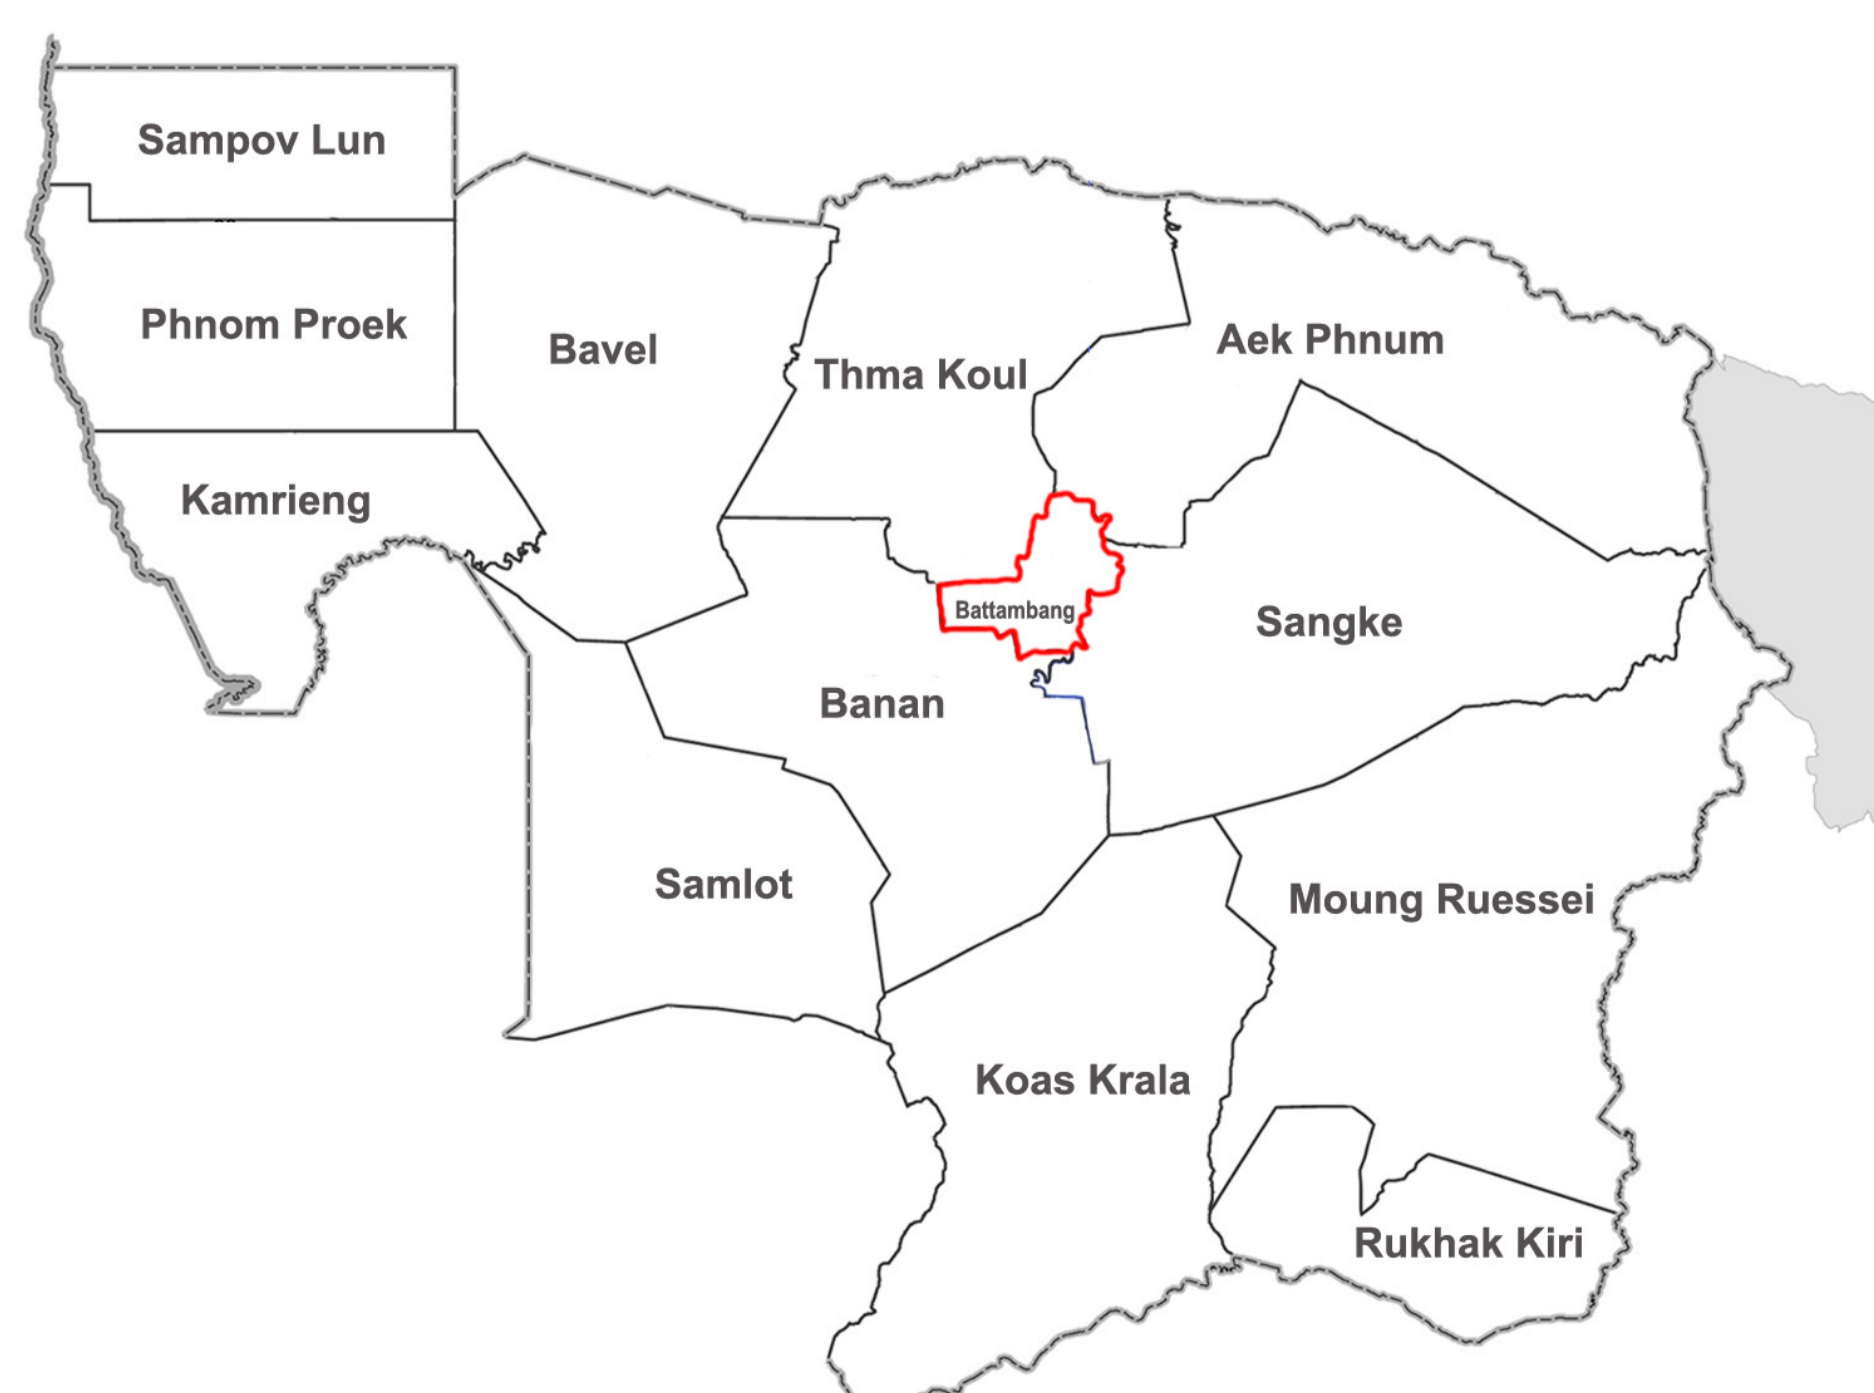 Sampov Lun
Phnom Proek
Bavel
Aek Phnum
Thma Koul
Kamrieng
Battambang
Sangke
Banan
Samlot
Moung Ruessei
Koas Krala
Rukhak Kiri